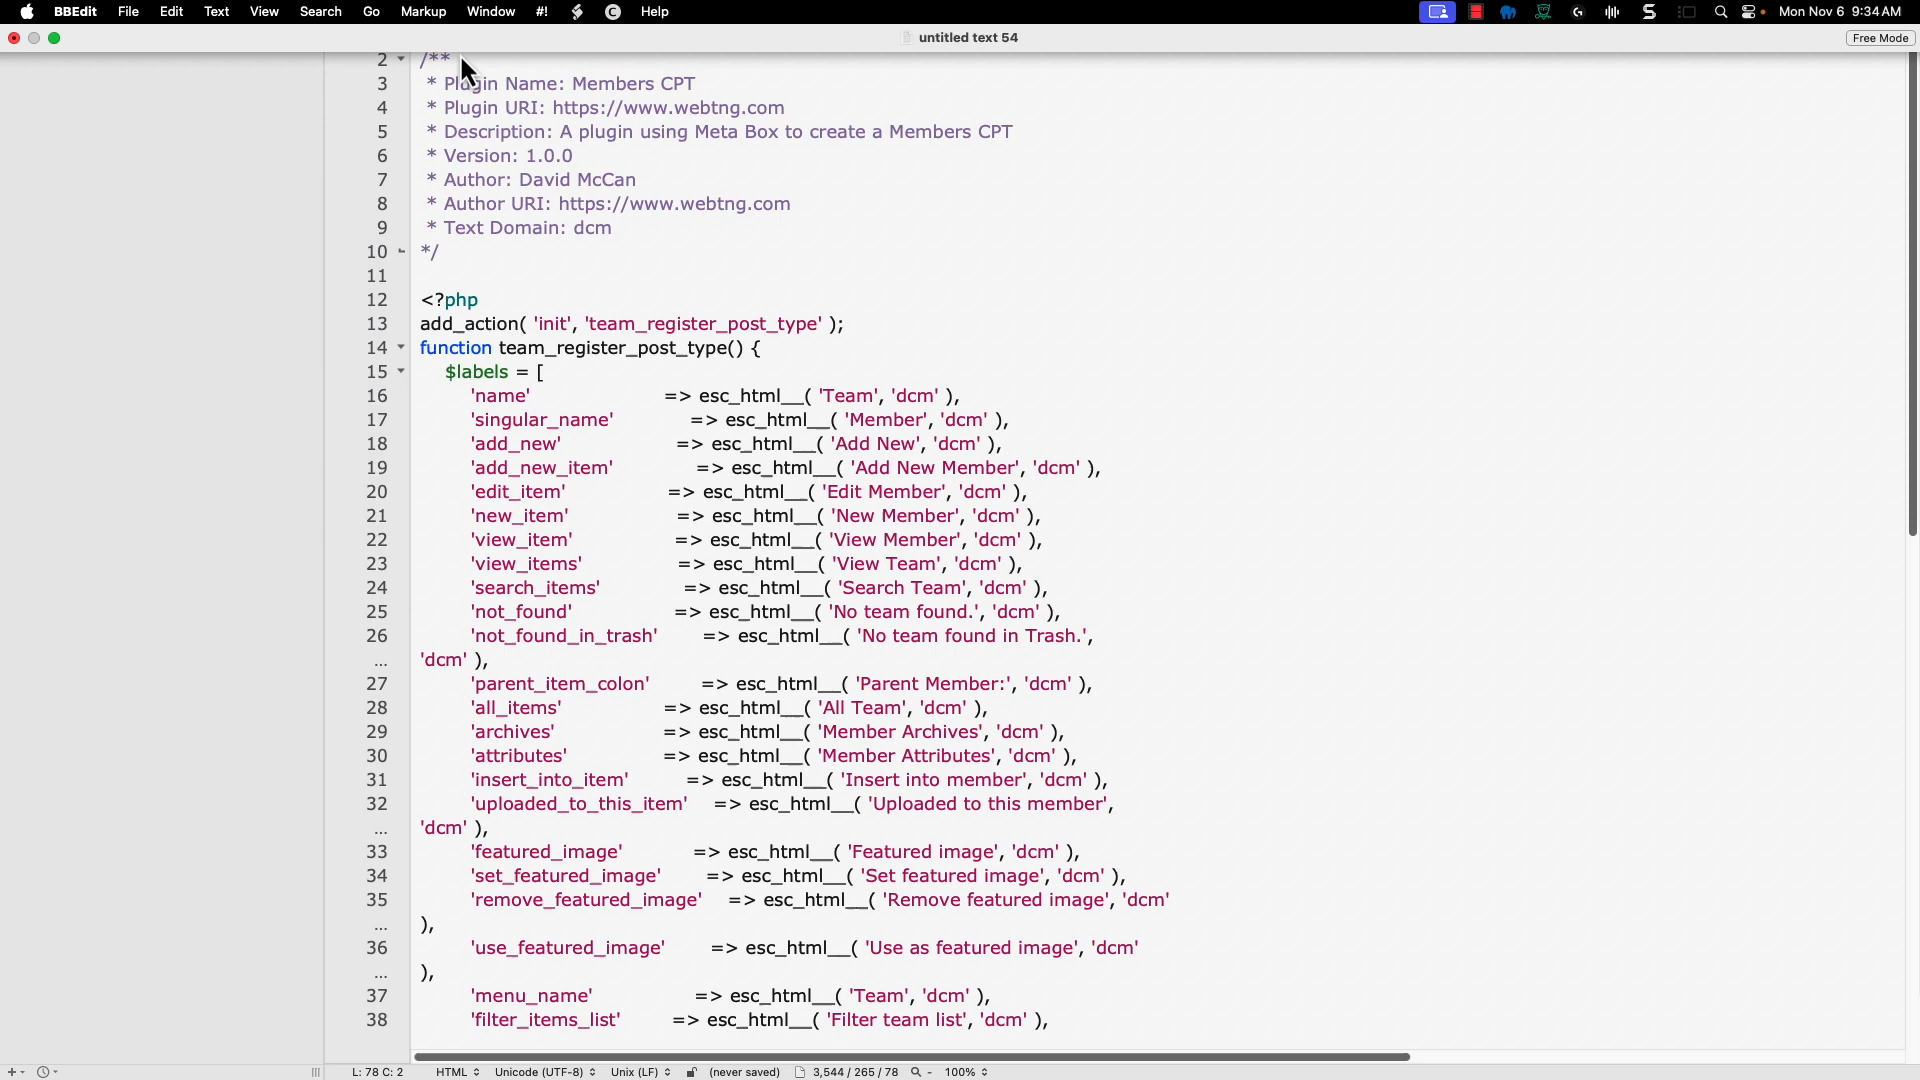 BBEdit File Edit Text View Search Go Markup Window #! Help Mon Nov 6 9:34 AM
untitled text 54
Free Mode
2 /**
3 * Plugin Name: Members CPT
4 * Plugin URI: https://www.webtng.com
5 * Description: A plugin using Meta Box to create a Members CPT
6 * Version: 1.0.0
7 * Author: David McCan
8 * Author URI: https://www.webtng.com
9 * Text Domain: dcm
10 */
11
12 <?php
13 add_action( 'init', 'team_register_post_type' );
14 function team_register_post_type() {
15 $labels = [
16 'name' => esc_html__( 'Team', 'dcm' ),
17 'singular_name' => esc_html__( 'Member', 'dcm' ),
18 'add_new' => esc_html__( 'Add New', 'dcm' ),
19 'add_new_item' => esc_html__( 'Add New Member', 'dcm' ),
20 'edit_item' => esc_html__( 'Edit Member', 'dcm' ),
21 'new_item' => esc_html__( 'New Member', 'dcm' ),
22 'view_item' => esc_html__( 'View Member', 'dcm' ),
23 'view_items' => esc_html__( 'View Team', 'dcm' ),
24 'search_items' => esc_html__( 'Search Team', 'dcm' ),
25 'not_found' => esc_html__( 'No team found.', 'dcm' ),
26 'not_found_in_trash' => esc_html__( 'No team found in Trash.',
... 'dcm' ),
27 'parent_item_colon' => esc_html__( 'Parent Member:', 'dcm' ),
28 'all_items' => esc_html__( 'All Team', 'dcm' ),
29 'archives' => esc_html__( 'Member Archives', 'dcm' ),
30 'attributes' => esc_html__( 'Member Attributes', 'dcm' ),
31 'insert_into_item' => esc_html__( 'Insert into member', 'dcm' ),
32 'uploaded_to_this_item' => esc_html__( 'Uploaded to this member',
... 'dcm' ),
33 'featured_image' => esc_html__( 'Featured image', 'dcm' ),
34 'set_featured_image' => esc_html__( 'Set featured image', 'dcm' ),
35 'remove_featured_image' => esc_html__( 'Remove featured image', 'dcm'
... ),
36 'use_featured_image' => esc_html__( 'Use as featured image', 'dcm'
... ),
37 'menu_name' => esc_html__( 'Team', 'dcm' ),
38 'filter_items_list' => esc_html__( 'Filter team list', 'dcm' ),
L: 78 C: 2 HTML Unicode (UTF-8) Unix (LF) (never saved) 3,544 / 265 / 78 - 100%